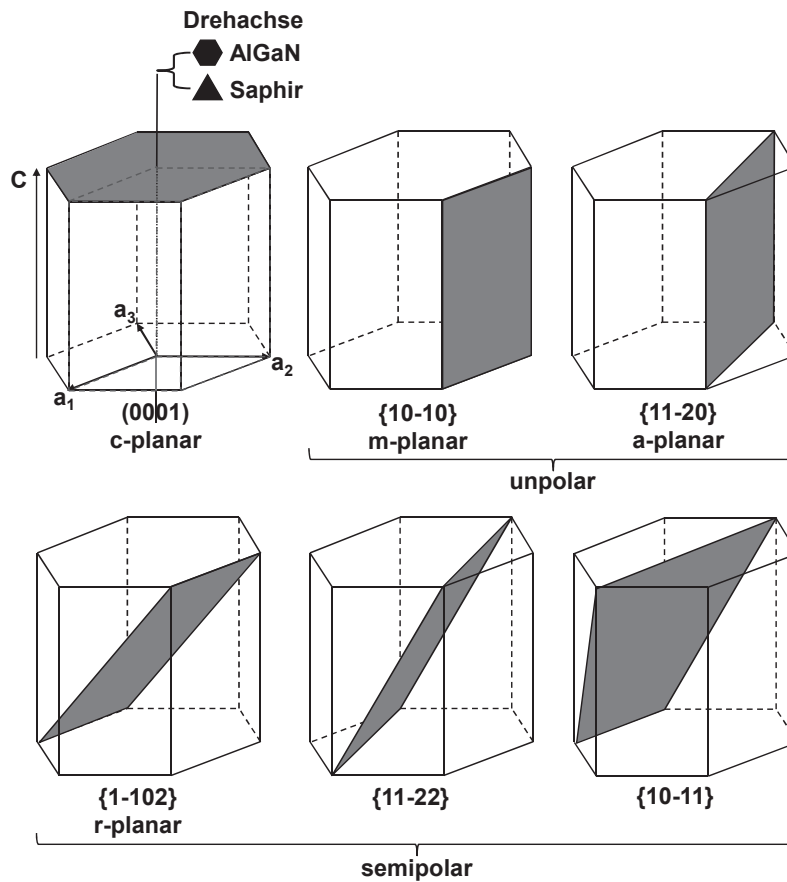 Drehachse
AlGaN
Saphir
c
a3
a2
a1
(0001)
c-planar
{10-10}
m-planar
{11-20}
a-planar
unpolar
{1-102}
r-planar
{11-22}
{10-11}
semipolar